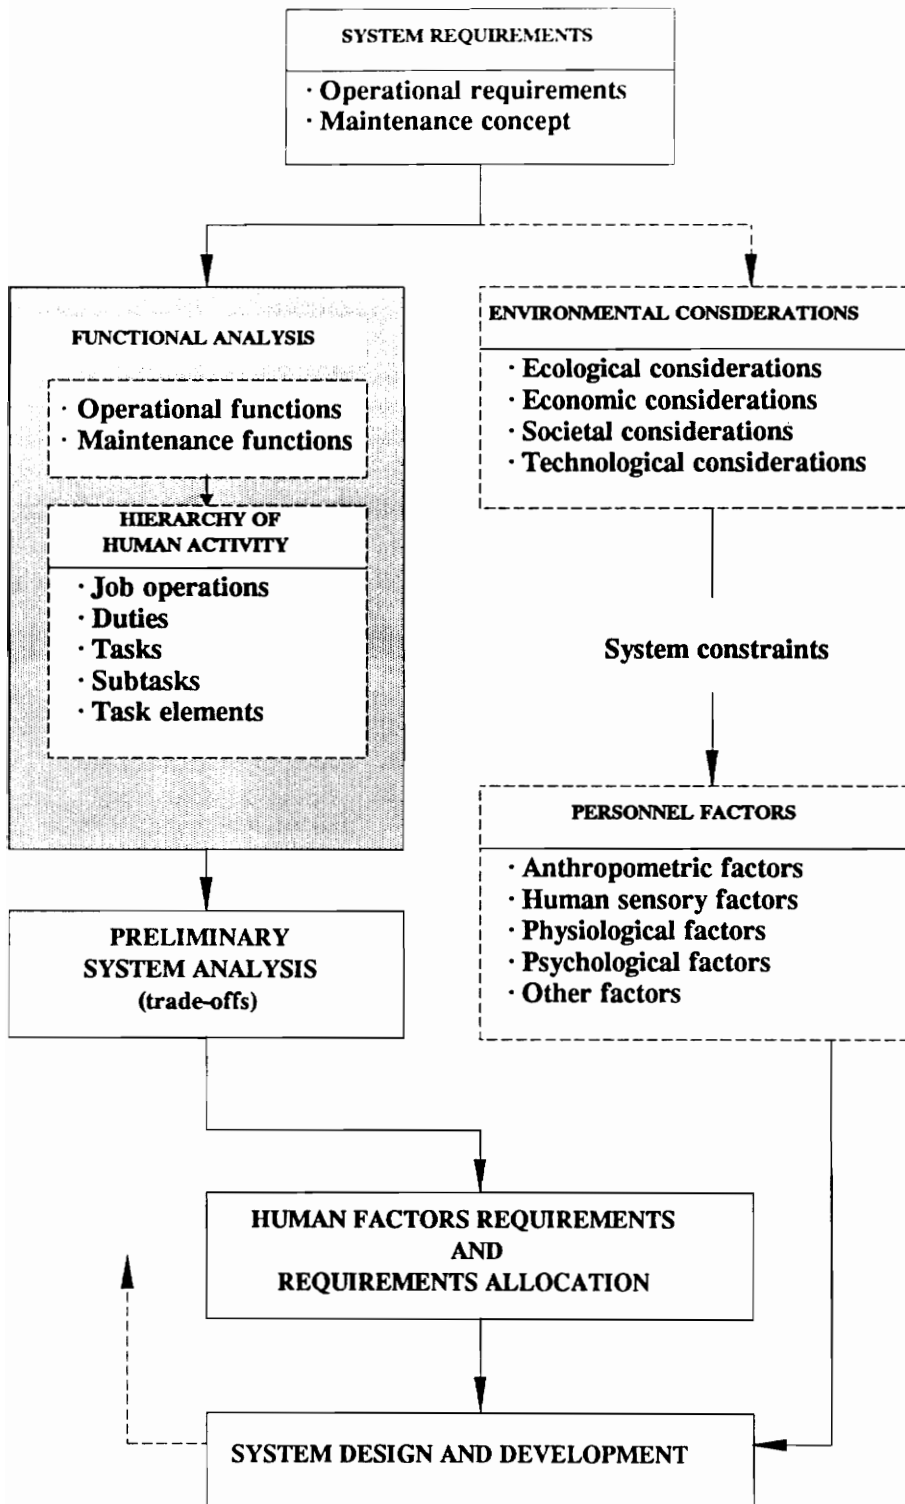 SYSTEM REQUIREMENTS
· Operational requirements
· Maintenance concept
FUNCTIONAL ANALYSIS
· Operational functions
· Maintenance functions
HIERARCHY OF
HUMAN ACTIVITY
· Job operations
· Duties
· Tasks
· Subtasks
· Task elements
PRELIMINARY
SYSTEM ANALYSIS
(trade-offs)
ENVIRONMENTAL CONSIDERATIONS
· Ecological considerations
· Economic considerations
· Societal considerations
· Technological considerations
System constraints
PERSONNEL FACTORS
· Anthropometric factors
· Human sensory factors
· Physiological factors
· Psychological factors
· Other factors
HUMAN FACTORS REQUIREMENTS
AND
REQUIREMENTS ALLOCATION
SYSTEM DESIGN AND DEVELOPMENT